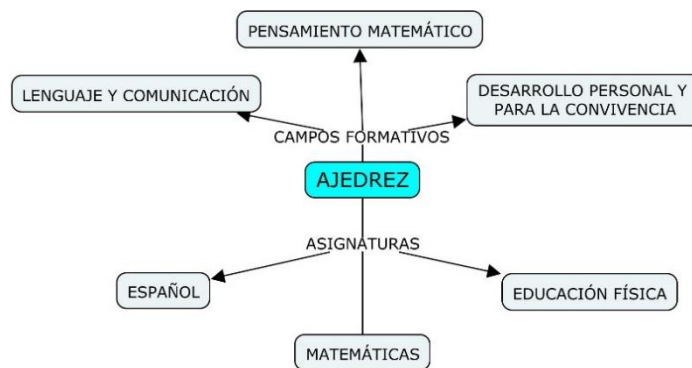 PENSAMIENTO MATEMÁTICO
LENGUAJE Y COMUNICACIÓN
DESARROLLO PERSONAL Y
PARA LA CONVIVENCIA
CAMPOS FORMATIVOS
AJEDREZ
ASIGNATURAS
ESPAÑOL
EDUCACIÓN FÍSICA
MATEMÁTICAS